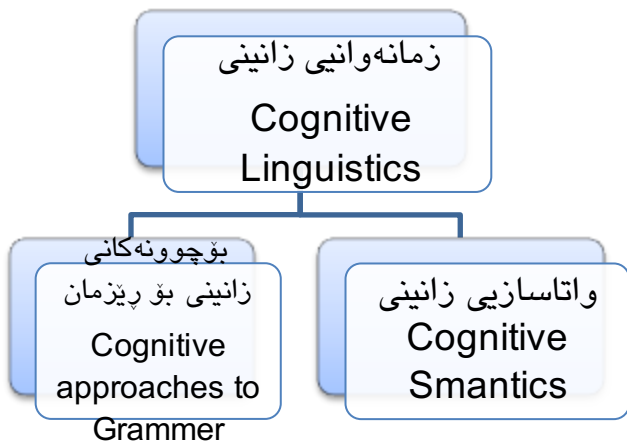 زمانەوانیی زانینی
Cognitive
Linguistics
بۆچوونەکانی
زانینی بۆ ڕێزمان
Cognitive
approaches to
Grammer
واتاسازیی زانینی
Cognitive
Smantics